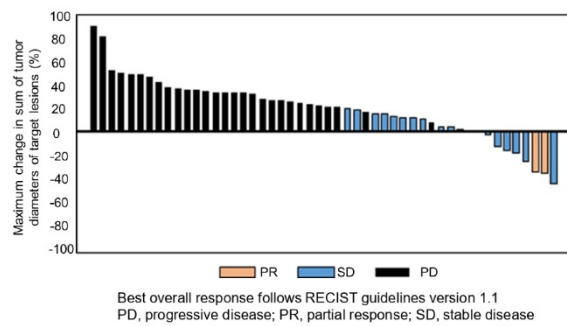 Maximum change in sum of tumor
diameters of target lesions (%)
100
80
60
40
20
0
-20
-40
-60
-80
-100
PR
SD
PD
Best overall response follows RECIST guidelines version 1.1
PD, progressive disease; PR, partial response; SD, stable disease